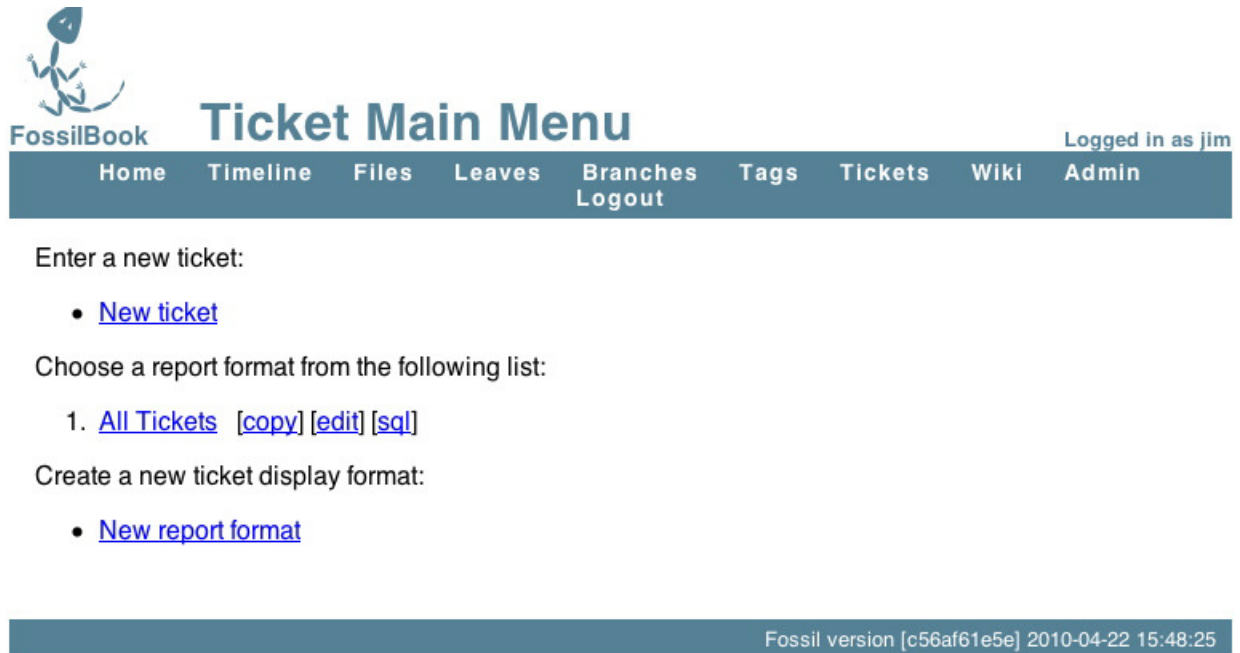 FossilBook
Ticket Main Menu
Logged in as jim
Home Timeline Files Leaves Branches Tags Tickets Wiki Admin
Logout
Enter a new ticket:
• New ticket
Choose a report format from the following list:
1. All Tickets [copy] [edit] [sql]
Create a new ticket display format:
• New report format
Fossil version [c56af61e5e] 2010-04-22 15:48:25